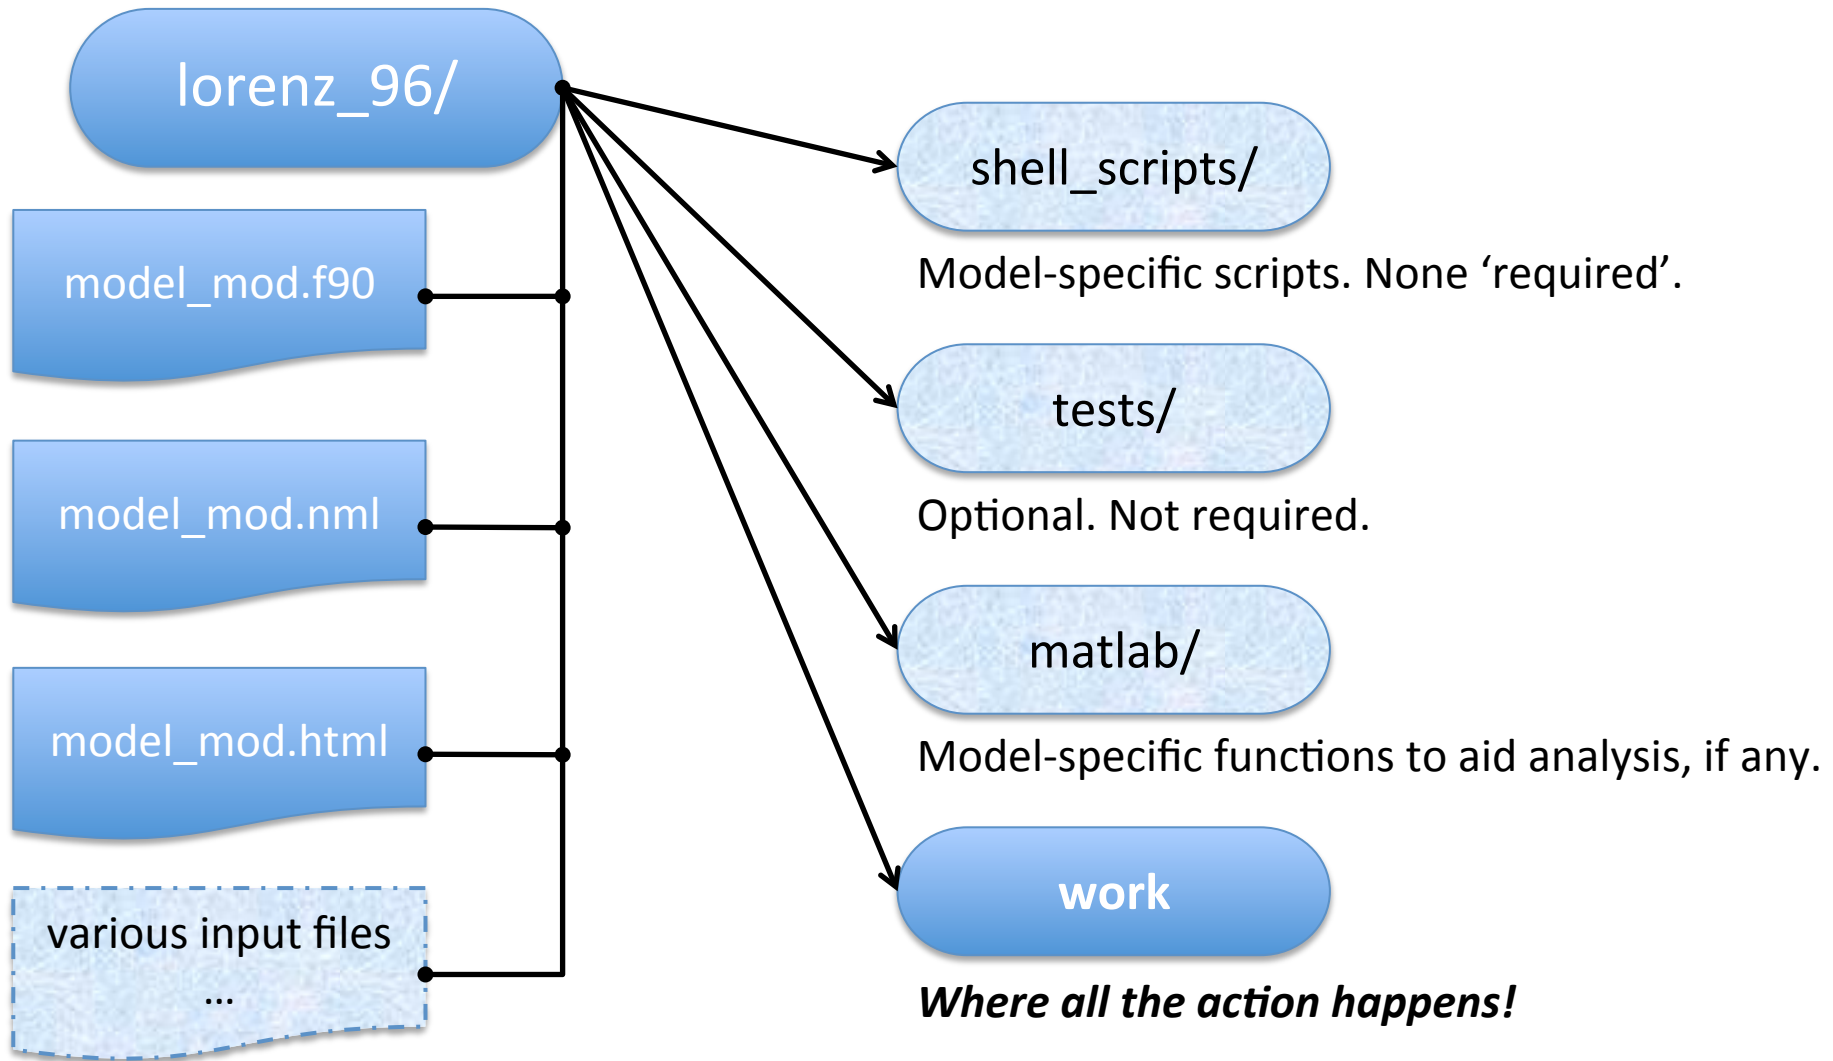 lorenz_96/
model_mod.f90
model_mod.nml
model_mod.html
various input files
...
shell_scripts/
Model-specific scripts. None ‘required’.
tests/
Optional. Not required.
matlab/
Model-specific functions to aid analysis, if any.
work
Where all the action happens!